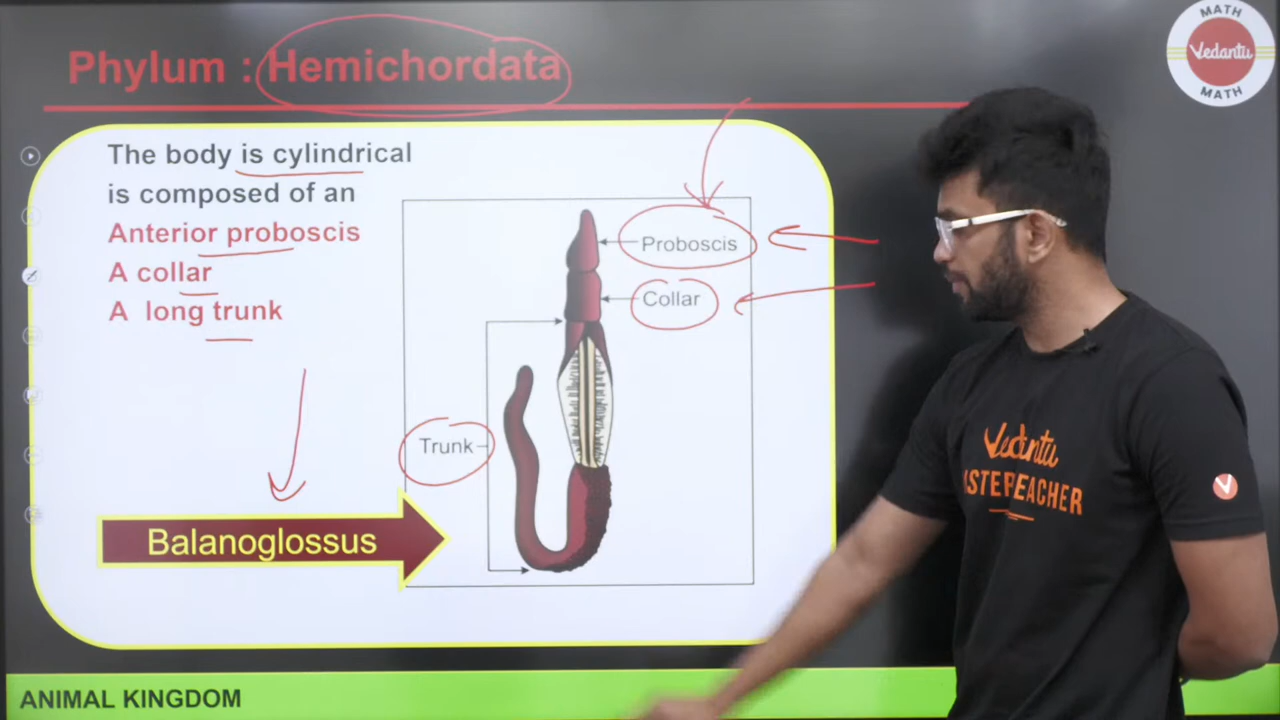 Phylum : Hemichordata
MATH
Vedantu
MATH
The body is cylindrical
is composed of an
Anterior proboscis
A collar
A long trunk
Proboscis
Collar
Trunk
Balanoglossus
Vedantu
ANIMAL KINGDOM